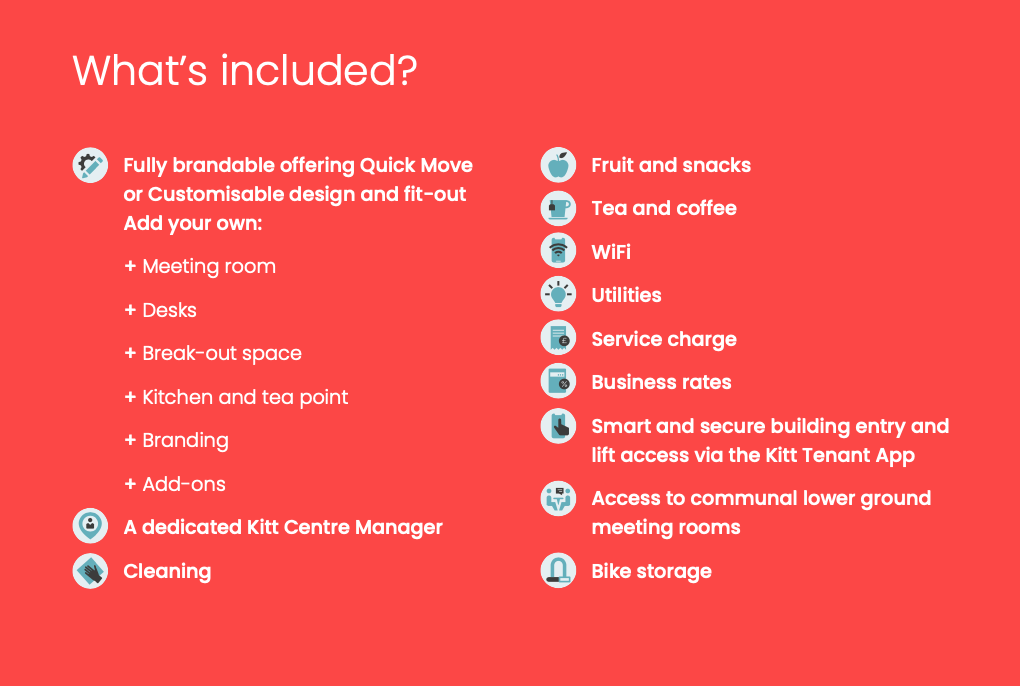 What's included?
Fully brandable offering Quick Move
or Customisable design and fit-out
Add your own:
+ Meeting room
+ Desks
+ Break-out space
+ Kitchen and tea point
+ Branding
+ Add-ons
A dedicated Kitt Centre Manager
Cleaning
Fruit and snacks
Tea and coffee
WiFi
Utilities
£
Service charge
%
Business rates
Smart and secure building entry and
lift access via the Kitt Tenant App
Access to communal lower ground
meeting rooms
Bike storage